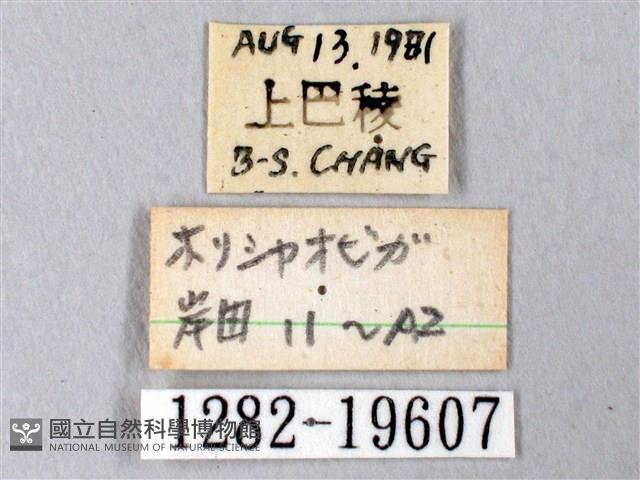 AUG 13. 1981
上巴稜
B-S. CHANG
ホリシャオビガ
岸田 11~A2
1282-19607
國立自然科學博物館
NATIONAL MUSEUM OF NATURAL SCIENCE